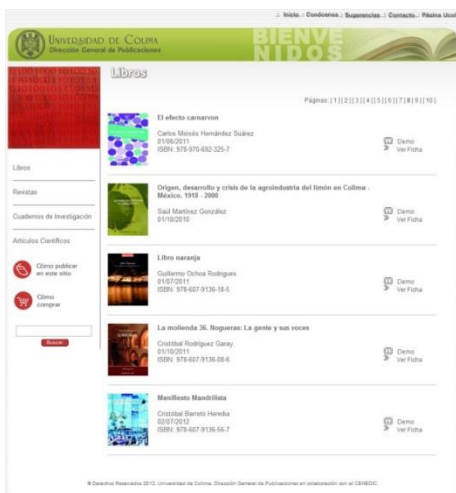 .: Inicio.: Conócenos.: Sugerencias.: Contacto.: Página Ucol
UNIVERSIDAD DE COLIMA
Dirección General de Publicaciones
BIENVE
NIDOS
Libros
Páginas: [ 1 ] [ 2 ] [ 3 ] [ 4 ] [ 5 ] [ 6 ] [ 7 ] 8 [ 9 ] [ 10 ]
El efecto carnarvon
Carlos Moisés Hernández Suárez
01/06/2011
ISBN: 978-970-692-325-7
Demo
Ver Ficha
Libros
Revistas
Cuadernos de Investigación
Artículos Científicos
Cómo publicar
en este sitio
Cómo
comprar
Buscar
Origen, desarrollo y crisis de la agroindustria del limón en Colima -
México. 1918 - 2000
Saúl Martínez González
01/10/2010
Demo
Ver Ficha
Libro naranja
Guillermo Ochoa Rodrigues
01/07/2011
ISBN: 978-607-9136-18-5
Demo
Ver Ficha
La molienda 36. Nogueras: La gente y sus voces
Cristóbal Rodríguez Garay
01/10/2011
ISBN: 978-607-9136-08-6
Demo
Ver Ficha
Manifiesto Mandrilista
Cristóbal Barreto Heredia
02/07/2012
ISBN: 978-607-9136-56-7
Demo
Ver Ficha
® Derechos Reservados 2012. Universidad de Colima. Dirección General de Publicaciones en colaboración con el CENEDIC.